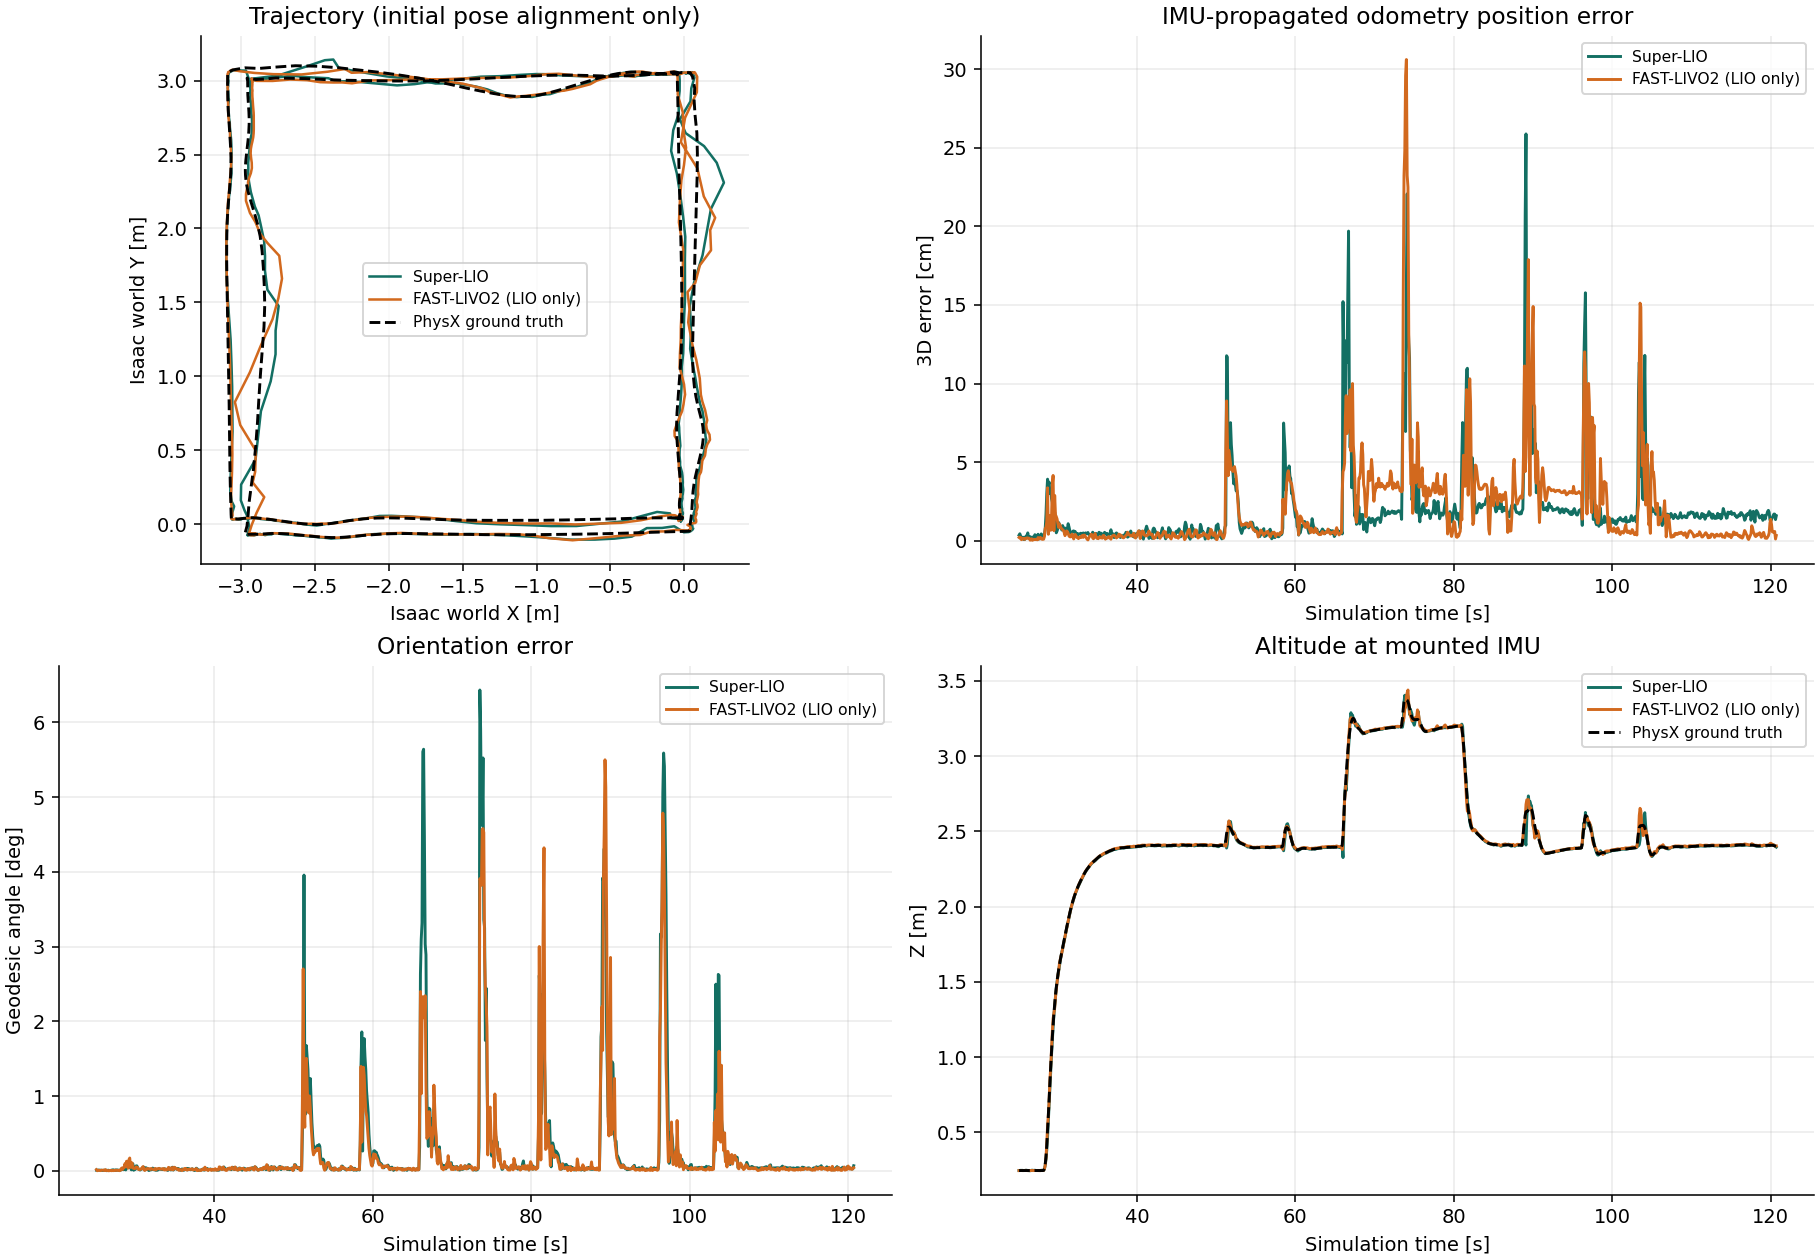 Trajectory (initial pose alignment only)
3.0
2.5
2.0
1.5
1.0
0.5
0.0
Isaac world Y [m]
Super-LIO
FAST-LIVO2 (LIO only)
PhysX ground truth
−3.0 −2.5 −2.0 −1.5 −1.0 −0.5 0.0
Isaac world X [m]
IMU-propagated odometry position error
30
25
20
15
10
5
0
3D error [cm]
Super-LIO
FAST-LIVO2 (LIO only)
40 60 80 100 120
Simulation time [s]
Orientation error
6
5
4
3
2
1
0
Geodesic angle [deg]
Super-LIO
FAST-LIVO2 (LIO only)
40 60 80 100 120
Simulation time [s]
Altitude at mounted IMU
3.5
3.0
2.5
2.0
1.5
1.0
0.5
Z [m]
Super-LIO
FAST-LIVO2 (LIO only)
PhysX ground truth
40 60 80 100 120
Simulation time [s]